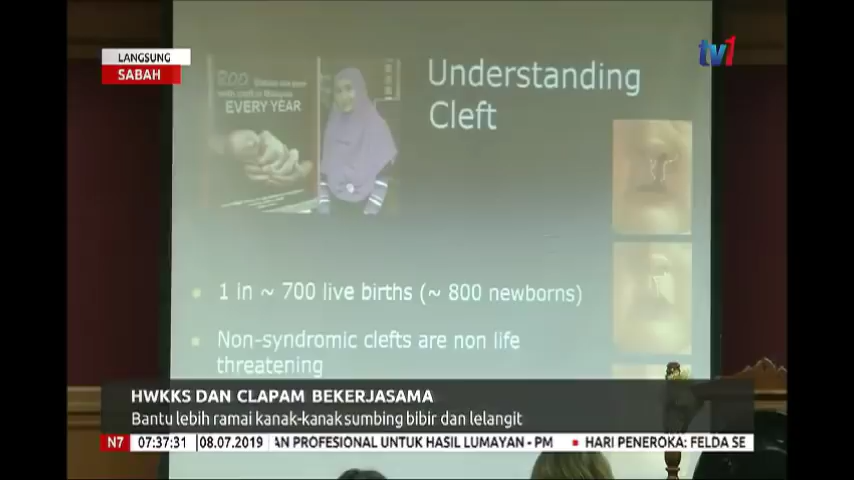 LANGSUNG
SABAH
tv1
800
EVERY YEAR
Understanding
Cleft
1 in ~ 700 live births (~ 800 newborns)
Non-syndromic clefts are non life
threatening
HWKKS DAN CLAPAM BEKERJASAMA
Bantu lebih ramai kanak-kanak sumbing bibir dan lelangit
N7 07:37:31 08.07.2019 AN PROFESIONAL UNTUK HASIL LUMAYAN - PM HARI PENEROKA: FELDA SE